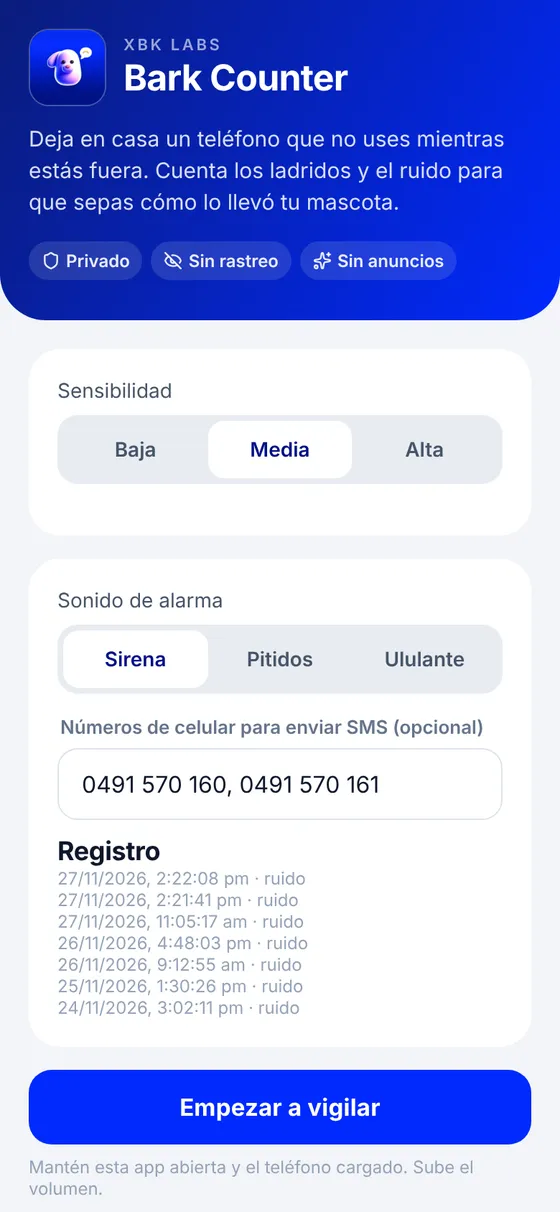 XBK LABS
Bark Counter
Deja en casa un teléfono que no uses mientras
estás fuera. Cuenta los ladridos y el ruido para
que sepas cómo lo llevó tu mascota.
Privado
Sin rastreo
Sin anuncios
Sensibilidad
Baja
Media
Alta
Sonido de alarma
Sirena
Pitidos
Ululante
Números de celular para enviar SMS (opcional)
0491 570 160, 0491 570 161
Registro
27/11/2026, 2:22:08 pm · ruido
27/11/2026, 2:21:41 pm · ruido
27/11/2026, 11:05:17 am · ruido
26/11/2026, 4:48:03 pm · ruido
26/11/2026, 9:12:55 am · ruido
25/11/2026, 1:30:26 pm · ruido
24/11/2026, 3:02:11 pm · ruido
Empezar a vigilar
Mantén esta app abierta y el teléfono cargado. Sube el
volumen.